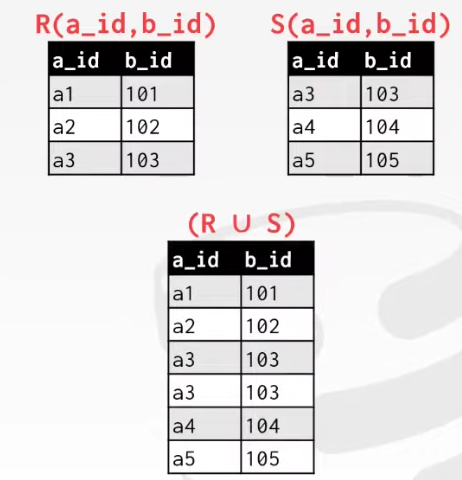 R(a_id,b_id) S(a_id,b_id)
a_id b_id a_id b_id
a1 101 a3 103
a2 102 a4 104
a3 103 a5 105
(R ∪ S)
a_id b_id
a1 101
a2 102
a3 103
a3 103
a4 104
a5 105